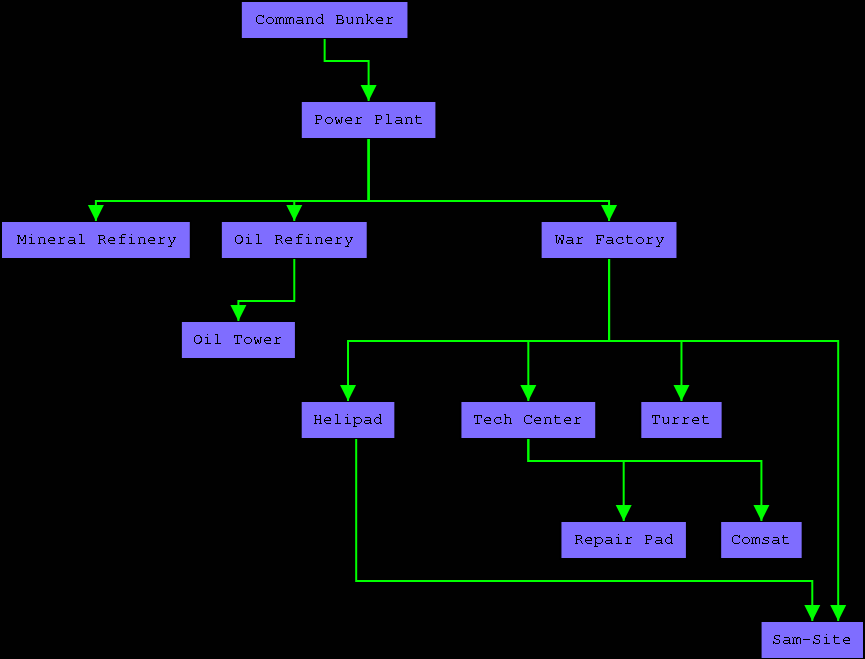 Command Bunker
Power Plant
Mineral Refinery
Oil Refinery
War Factory
Oil Tower
Helipad
Tech Center
Turret
Repair Pad
Comsat
Sam-Site